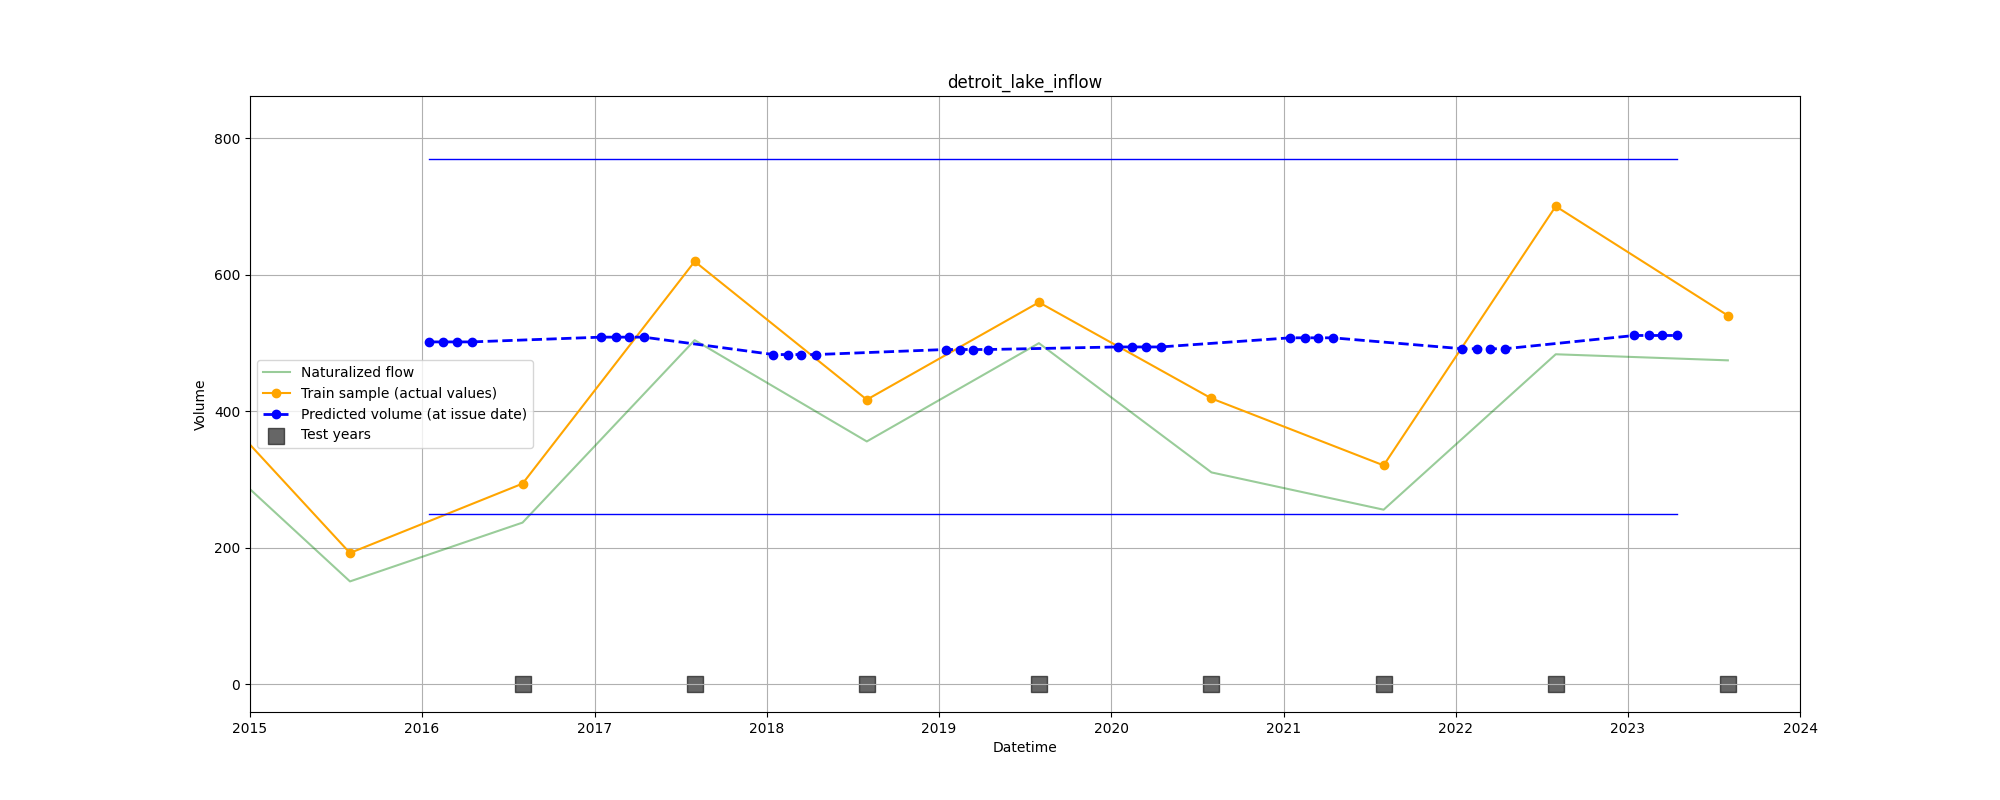 detroit_lake_inflow
800
600
400
200
0
Volume
Naturalized flow
Train sample (actual values)
Predicted volume (at issue date)
Test years
2015 2016 2017 2018 2019 2020 2021 2022 2023 2024
Datetime